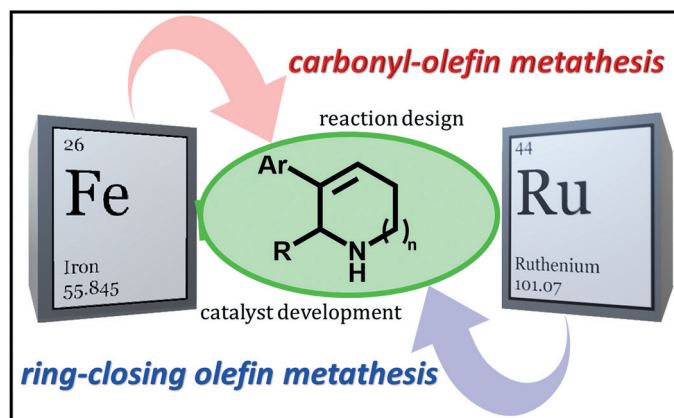 carbonyl-olefin metathesis
reaction design
26
Fe
Iron
55.845
Ar
R
N
H
( )n
44
Ru
Ruthenium
101.07
catalyst development
ring-closing olefin metathesis